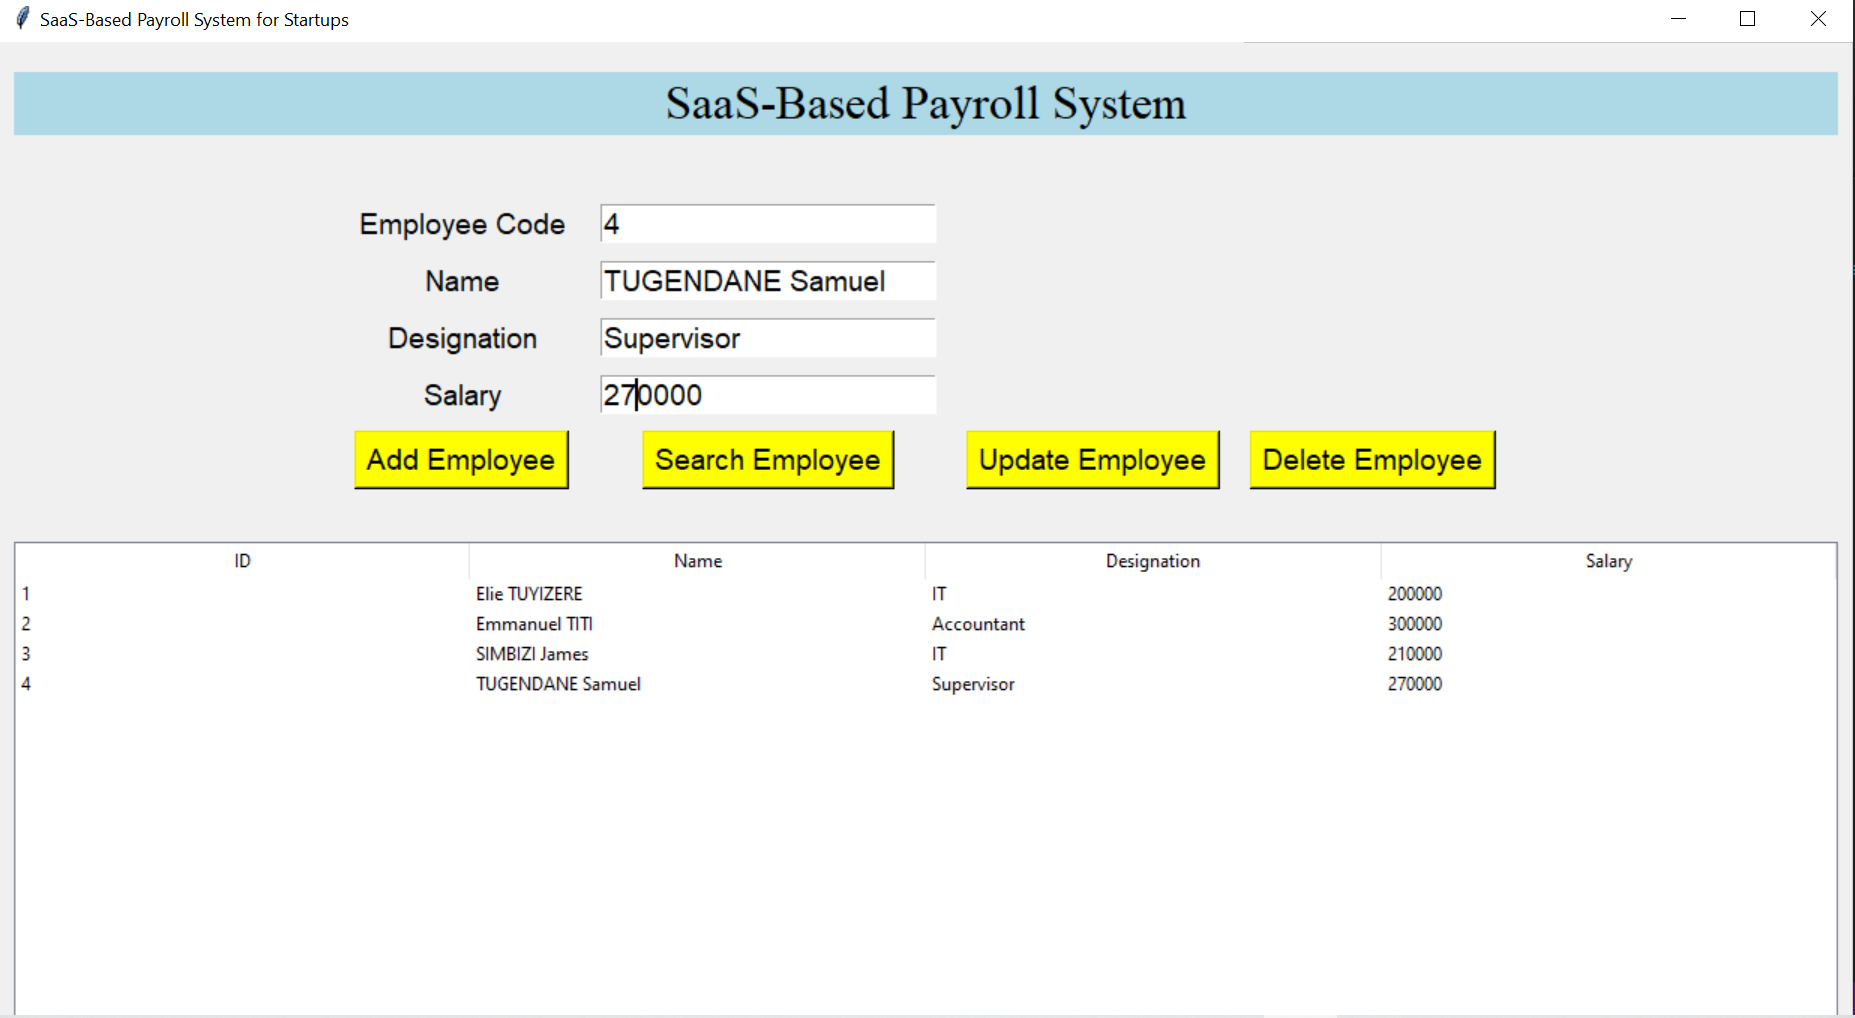 SaaS-Based Payroll System for Startups
SaaS-Based Payroll System
Employee Code 4
Name TUGENDANE Samuel
Designation Supervisor
Salary 270000
Add Employee Search Employee Update Employee Delete Employee
ID Name Designation Salary
1 Elie TUYIZERE IT 200000
2 Emmanuel TITI Accountant 300000
3 SIMBIZI James IT 210000
4 TUGENDANE Samuel Supervisor 270000